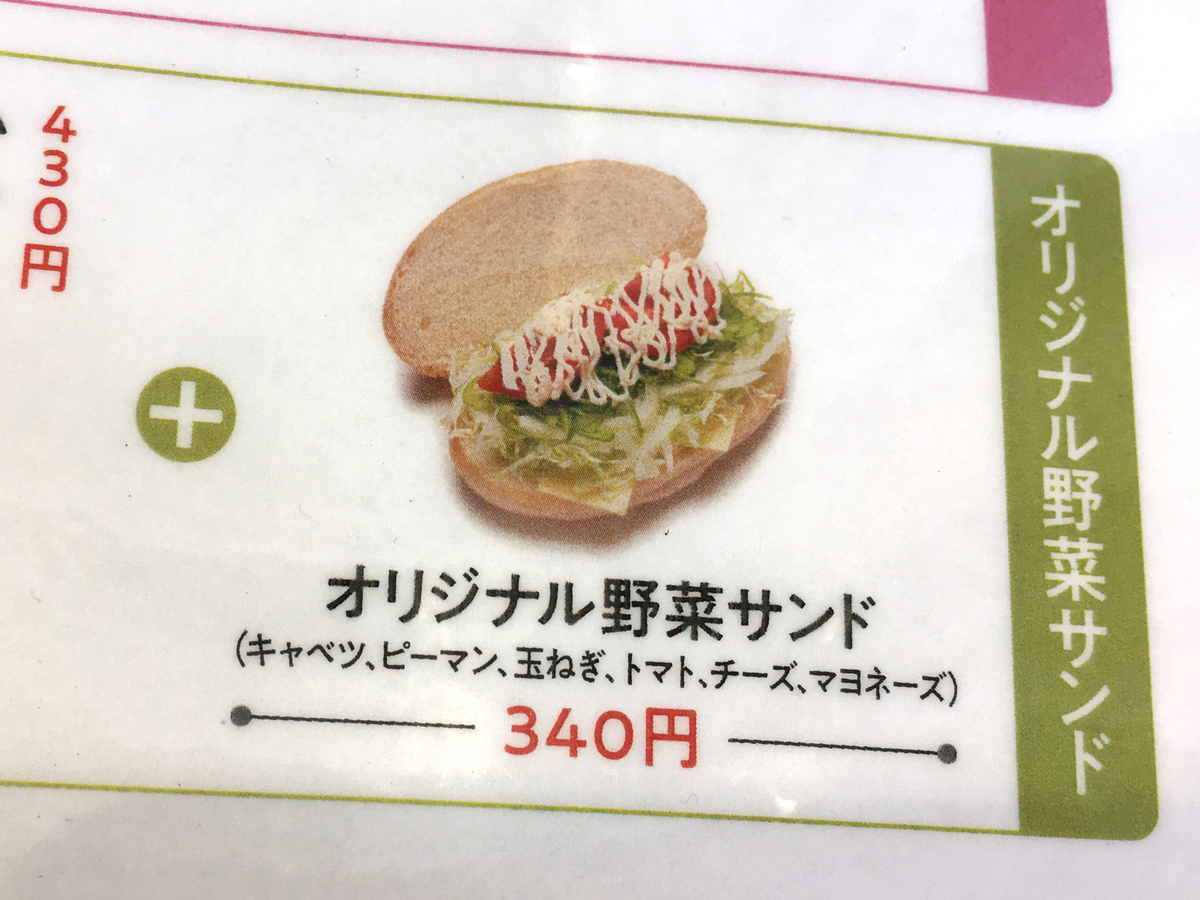 オリジナル野菜サンド
オリジナル野菜サンド
(キャベツ、ピーマン、玉ねぎ、トマト、チーズ、マヨネーズ)
340円
430円